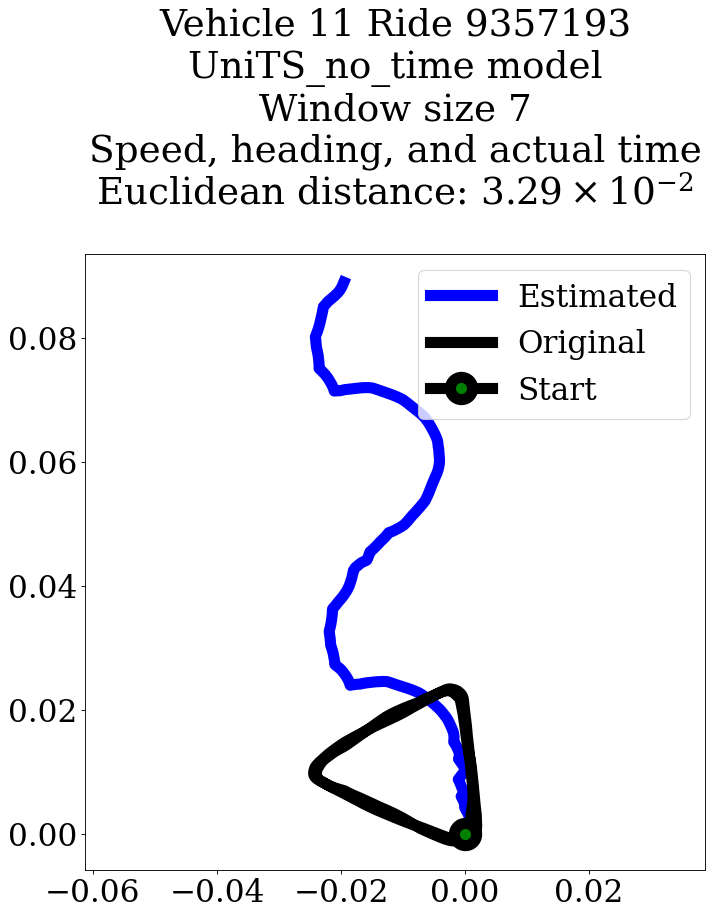 Vehicle 11 Ride 9357193
UniTS_no_time model
Window size 7
Speed, heading, and actual time
Euclidean distance: 3.29 × 10⁻²
Estimated
Original
Start
0.08
0.06
0.04
0.02
0.00
−0.06 −0.04 −0.02 0.00 0.02